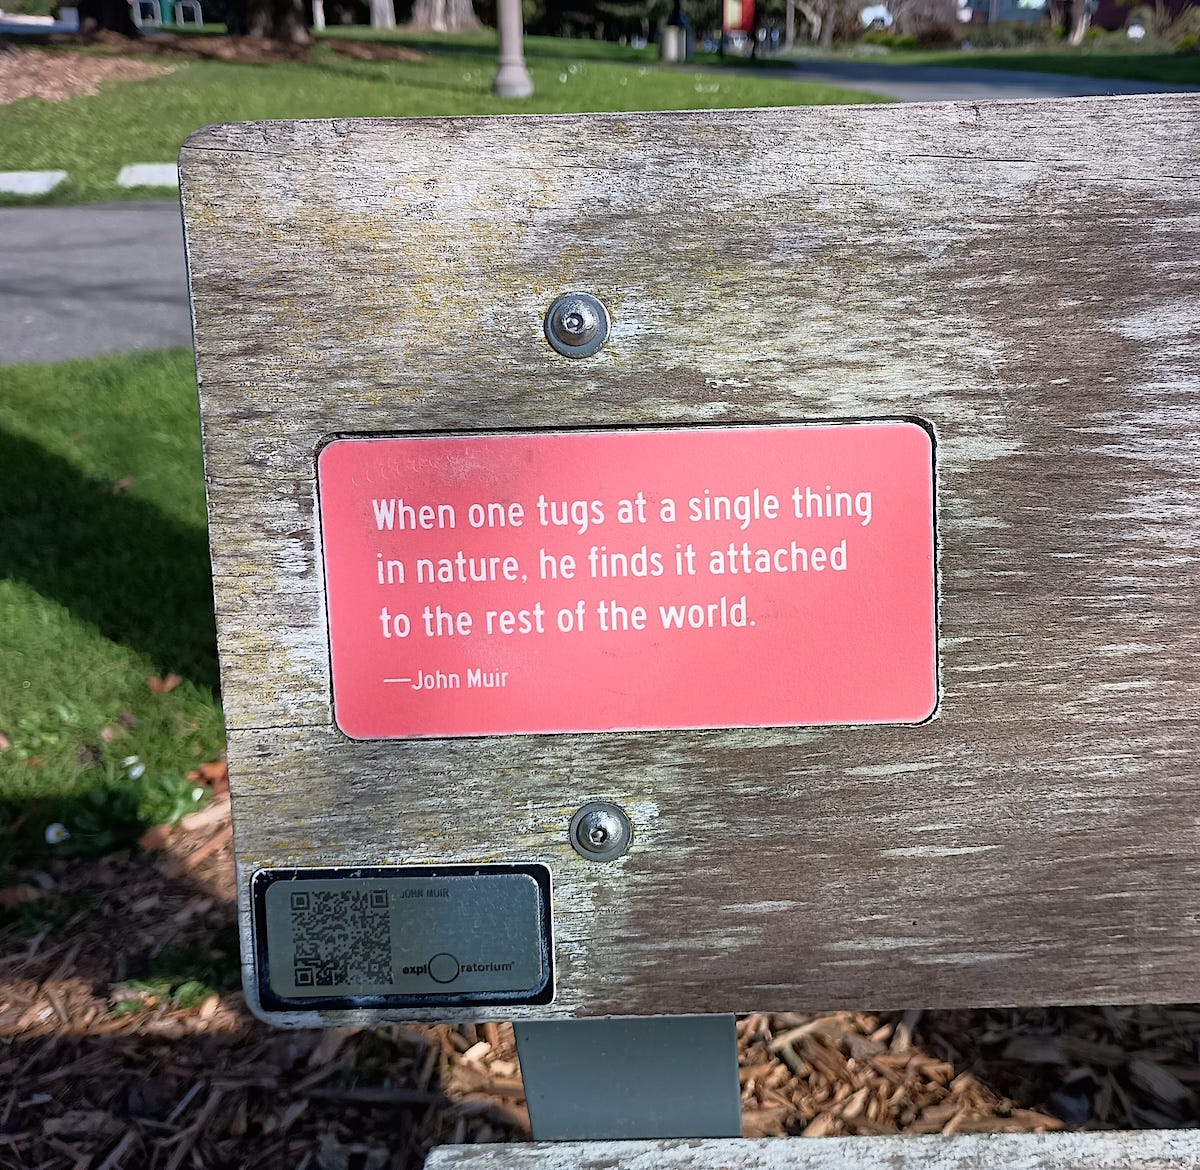 When one tugs at a single thing
in nature, he finds it attached
to the rest of the world.
—John Muir
JOHN MUIR
exploratorium®